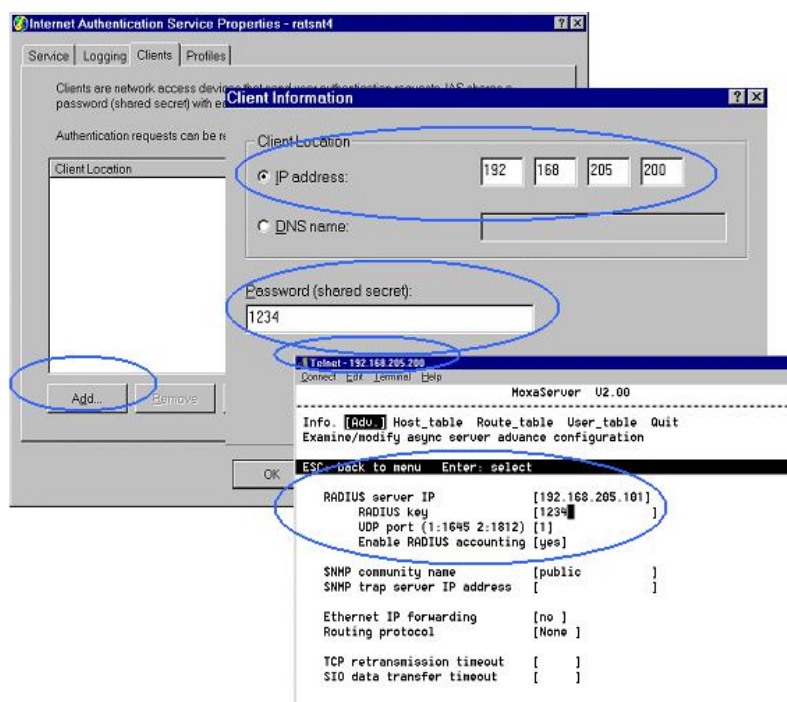 Internet Authentication Service Properties - ratsnt4
Service Logging Clients Profiles
Clients are network access devices that send user authentication requests. IAS shares a
password (shared secret) with
Authentication requests can be
Client Location
Add...
Remove
Client Information
Client Location
IP address: 192 168 205 200
DNS name:
Password (shared secret):
1234
OK
Telnet - 192.168.205.200
Connect Edit Terminal Help
MoxaServer V2.00
Info. [Adv.] Host_table Route_table User_table Quit
Examine/modify async server advance configuration
ESC: back to menu Enter: select
RADIUS server IP [192.168.205.101]
RADIUS key [1234 ]
UDP port (1:1645 2:1812) [1]
Enable RADIUS accounting [yes]
SNMP community name [public ]
SNMP trap server IP address [ ]
Ethernet IP forwarding [no ]
Routing protocol [None ]
TCP retransmission timeout [ ]
SIO data transfer timeout [ ]